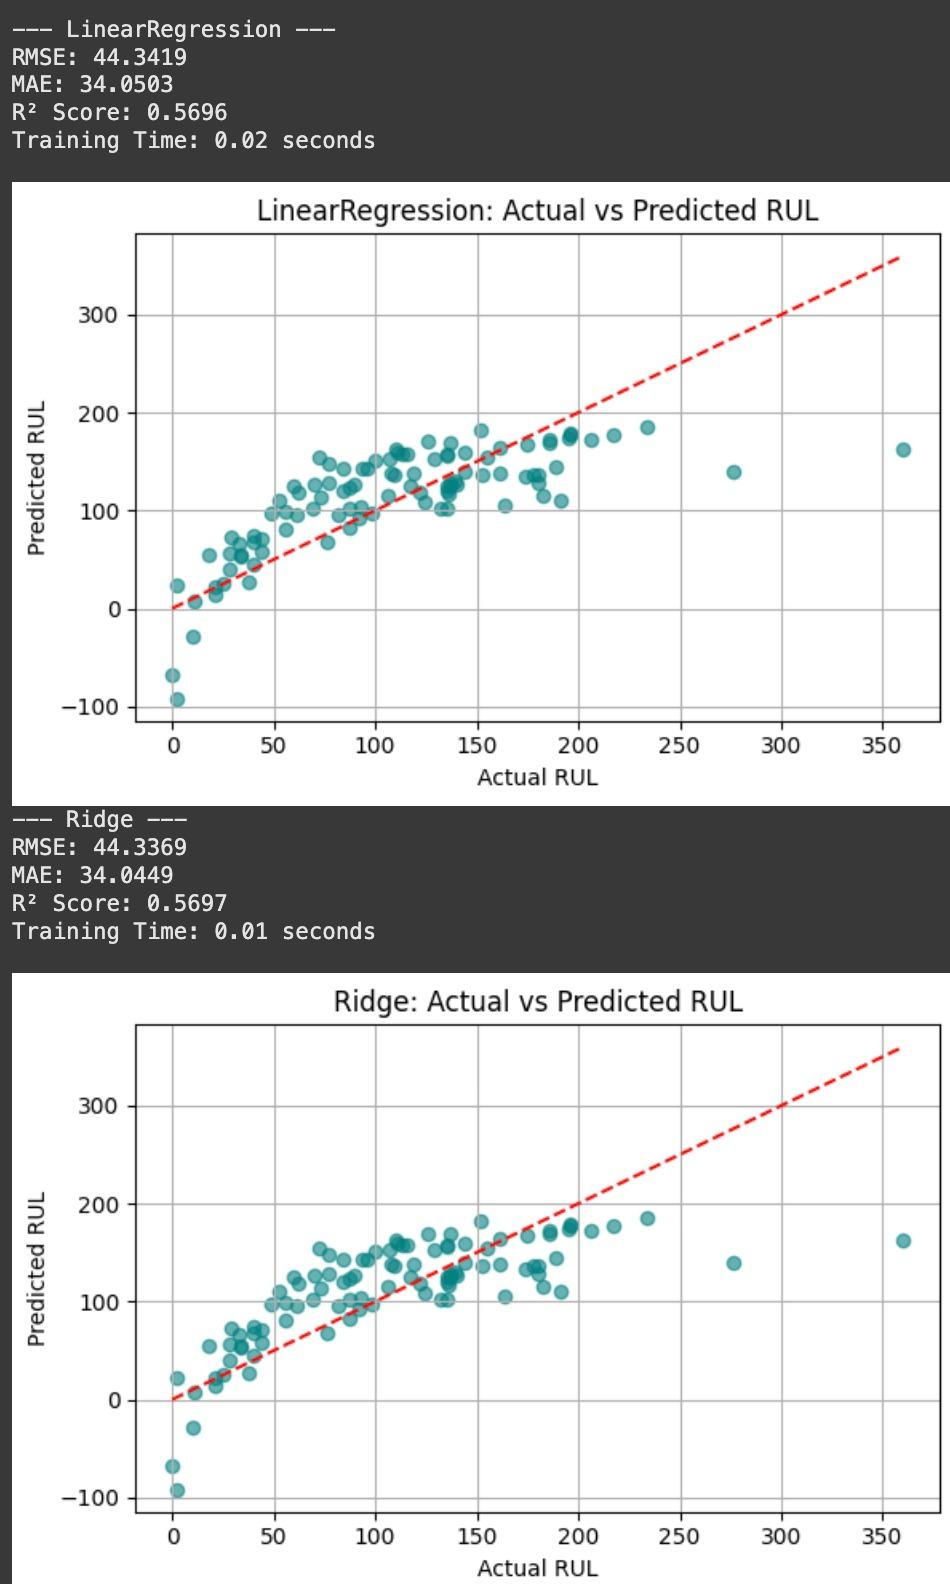 --- LinearRegression ---
RMSE: 44.3419
MAE: 34.0503
R² Score: 0.5696
Training Time: 0.02 seconds
LinearRegression: Actual vs Predicted RUL
Predicted RUL
300
200
100
0
−100
0 50 100 150 200 250 300 350
Actual RUL
--- Ridge ---
RMSE: 44.3369
MAE: 34.0449
R² Score: 0.5697
Training Time: 0.01 seconds
Ridge: Actual vs Predicted RUL
Predicted RUL
300
200
100
0
−100
0 50 100 150 200 250 300 350
Actual RUL